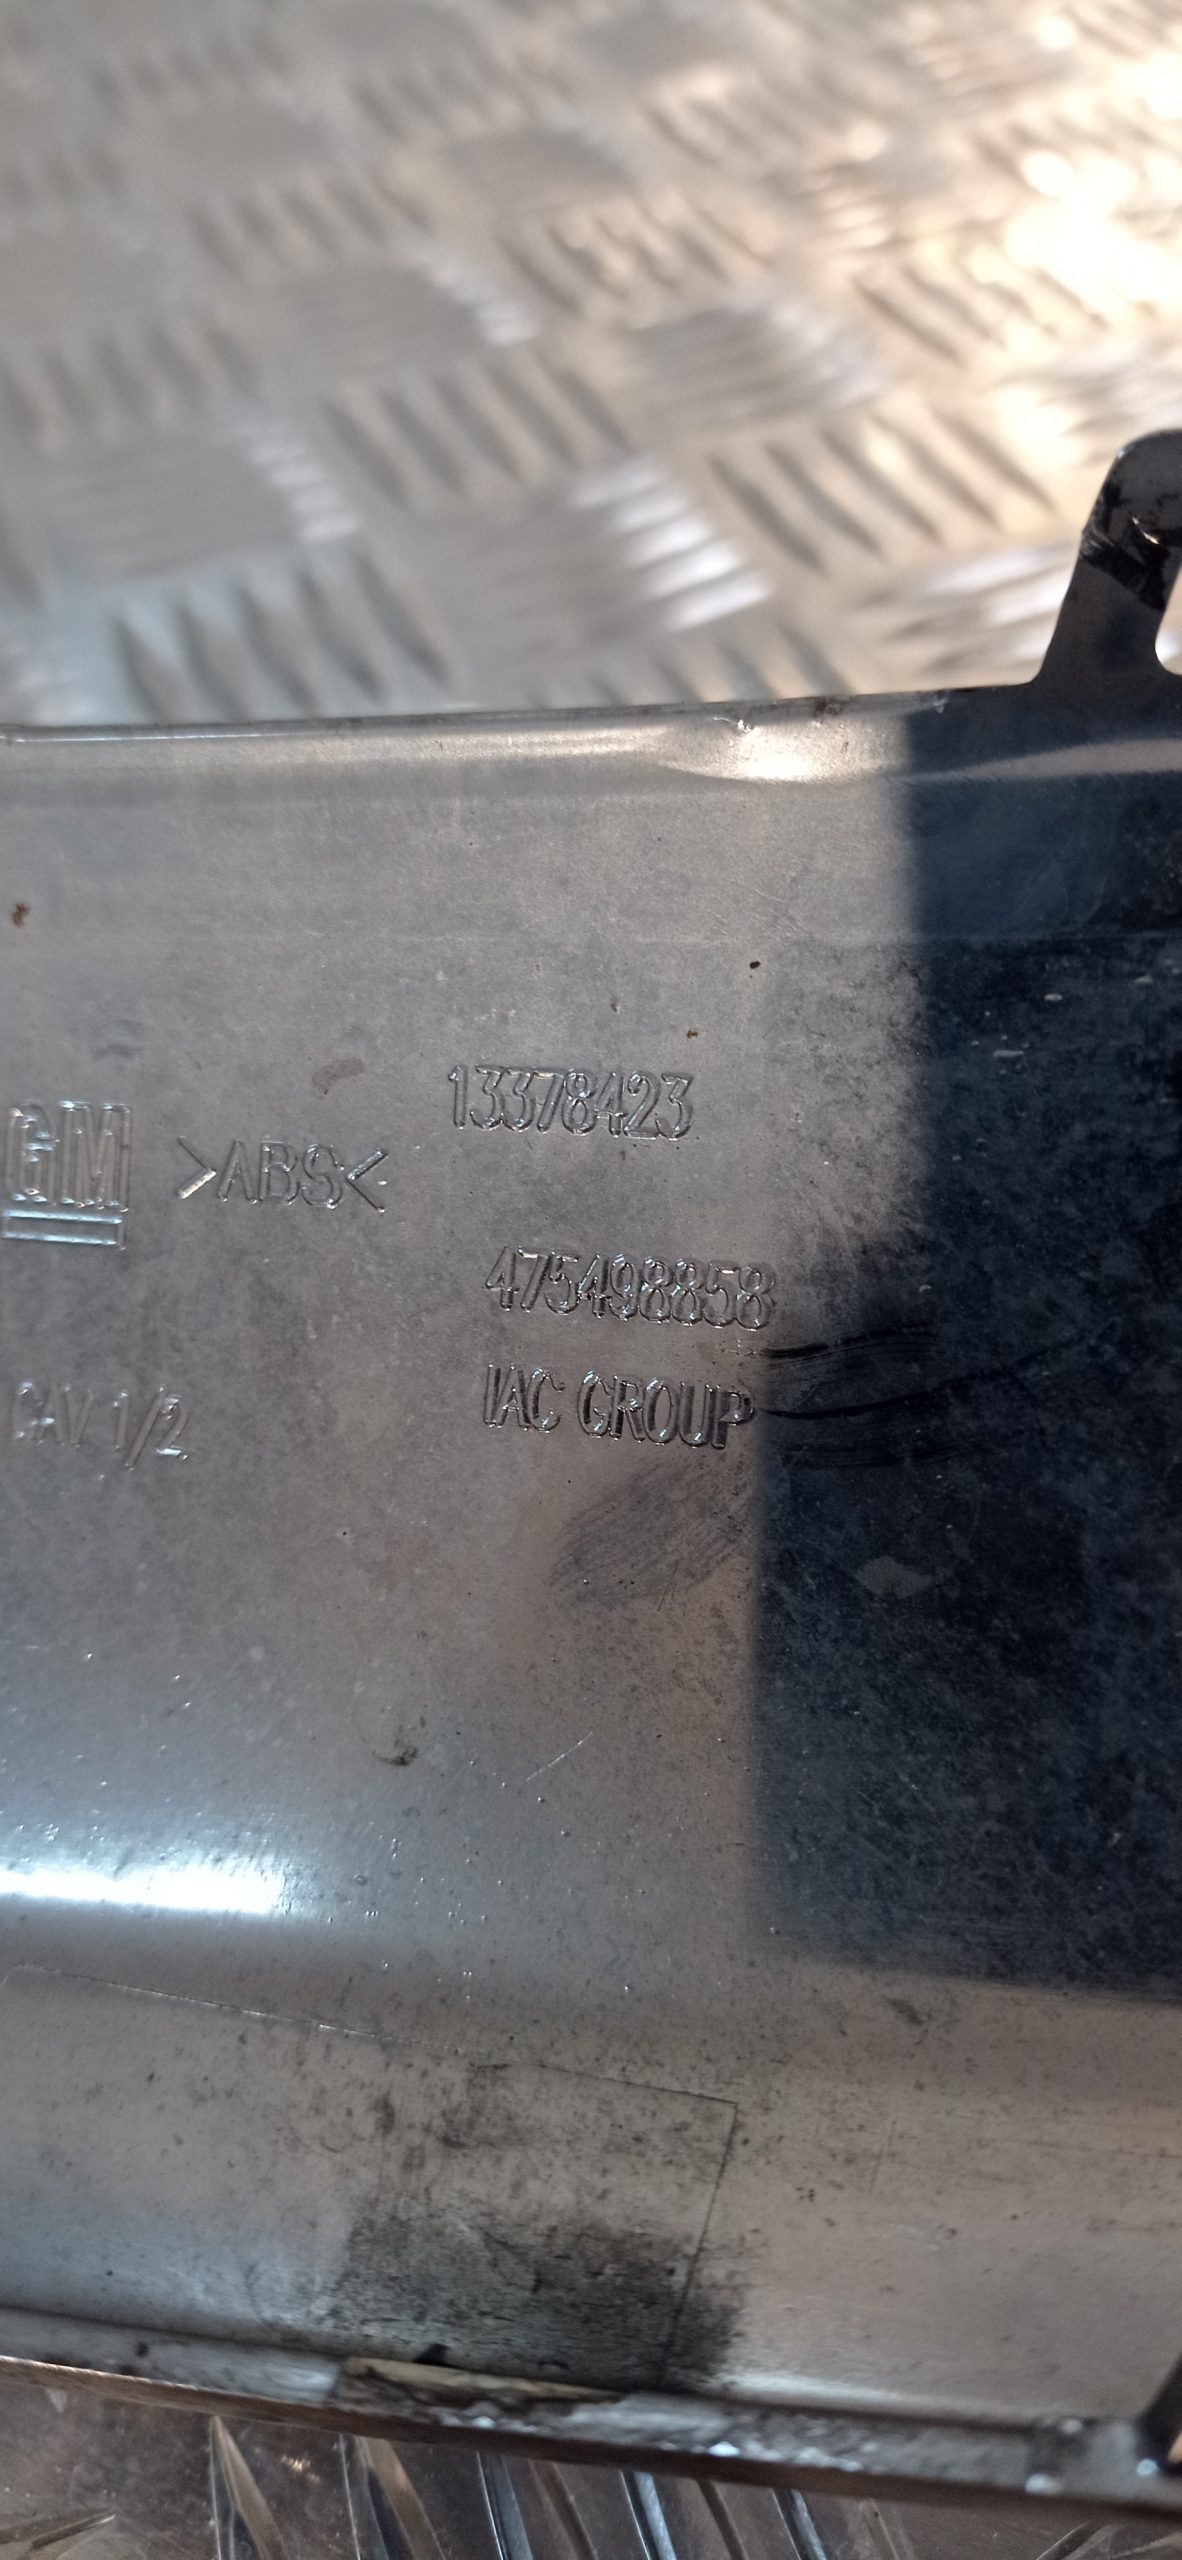 13378423
GM >ABS<
475498858
CAV 1/2 IAC GROUP